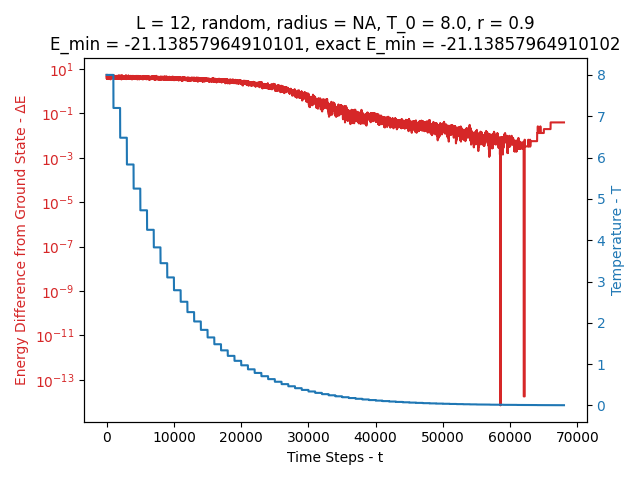 L = 12, random, radius = NA, T_0 = 8.0, r = 0.9
E_min = -21.13857964910101, exact E_min = -21.13857964910102
10¹
10⁻¹
10⁻³
10⁻⁵
10⁻⁷
10⁻⁹
10⁻¹¹
10⁻¹³
Energy Difference from Ground State - ΔE
8
7
6
5
4
3
2
1
0
Temperature - T
0 10000 20000 30000 40000 50000 60000 70000
Time Steps - t